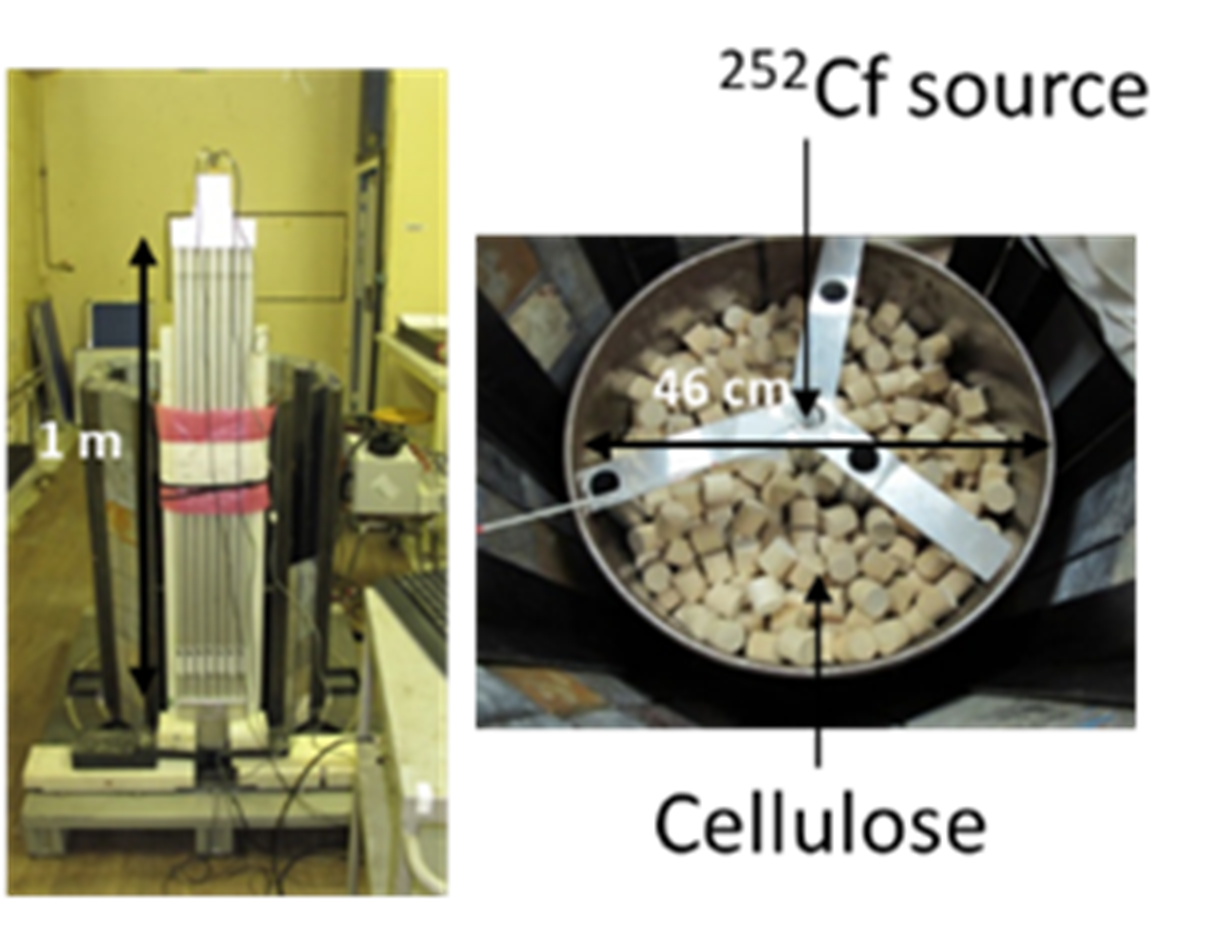 ²⁵²Cf source
46 cm
1 m
Cellulose